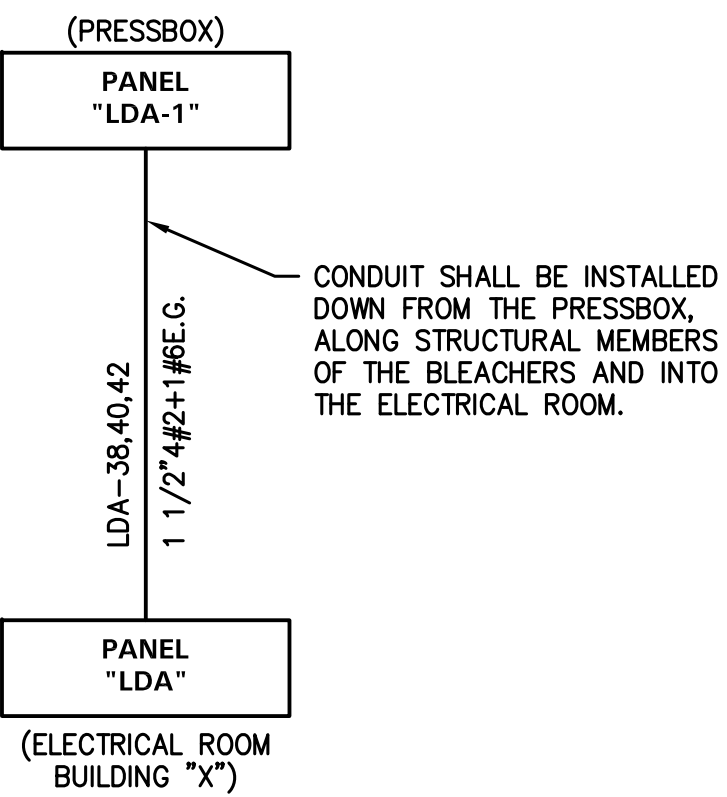 (PRESSBOX)
PANEL
"LDA-1"
CONDUIT SHALL BE INSTALLED
DOWN FROM THE PRESSBOX,
ALONG STRUCTURAL MEMBERS
OF THE BLEACHERS AND INTO
THE ELECTRICAL ROOM.
LDA-38,40,42
1 1/2"4#2+1#6E.G.
PANEL
"LDA"
(ELECTRICAL ROOM
BUILDING "X")